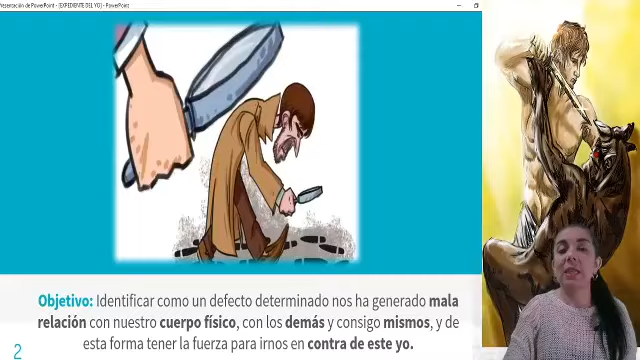 Presentación de PowerPoint - [EXPEDIENTE DEL YO] - PowerPoint
Objetivo: Identificar como un defecto determinado nos ha generado mala
relación con nuestro cuerpo físico, con los demás y consigo mismos, y de
esta forma tener la fuerza para irnos en contra de este yo.
2